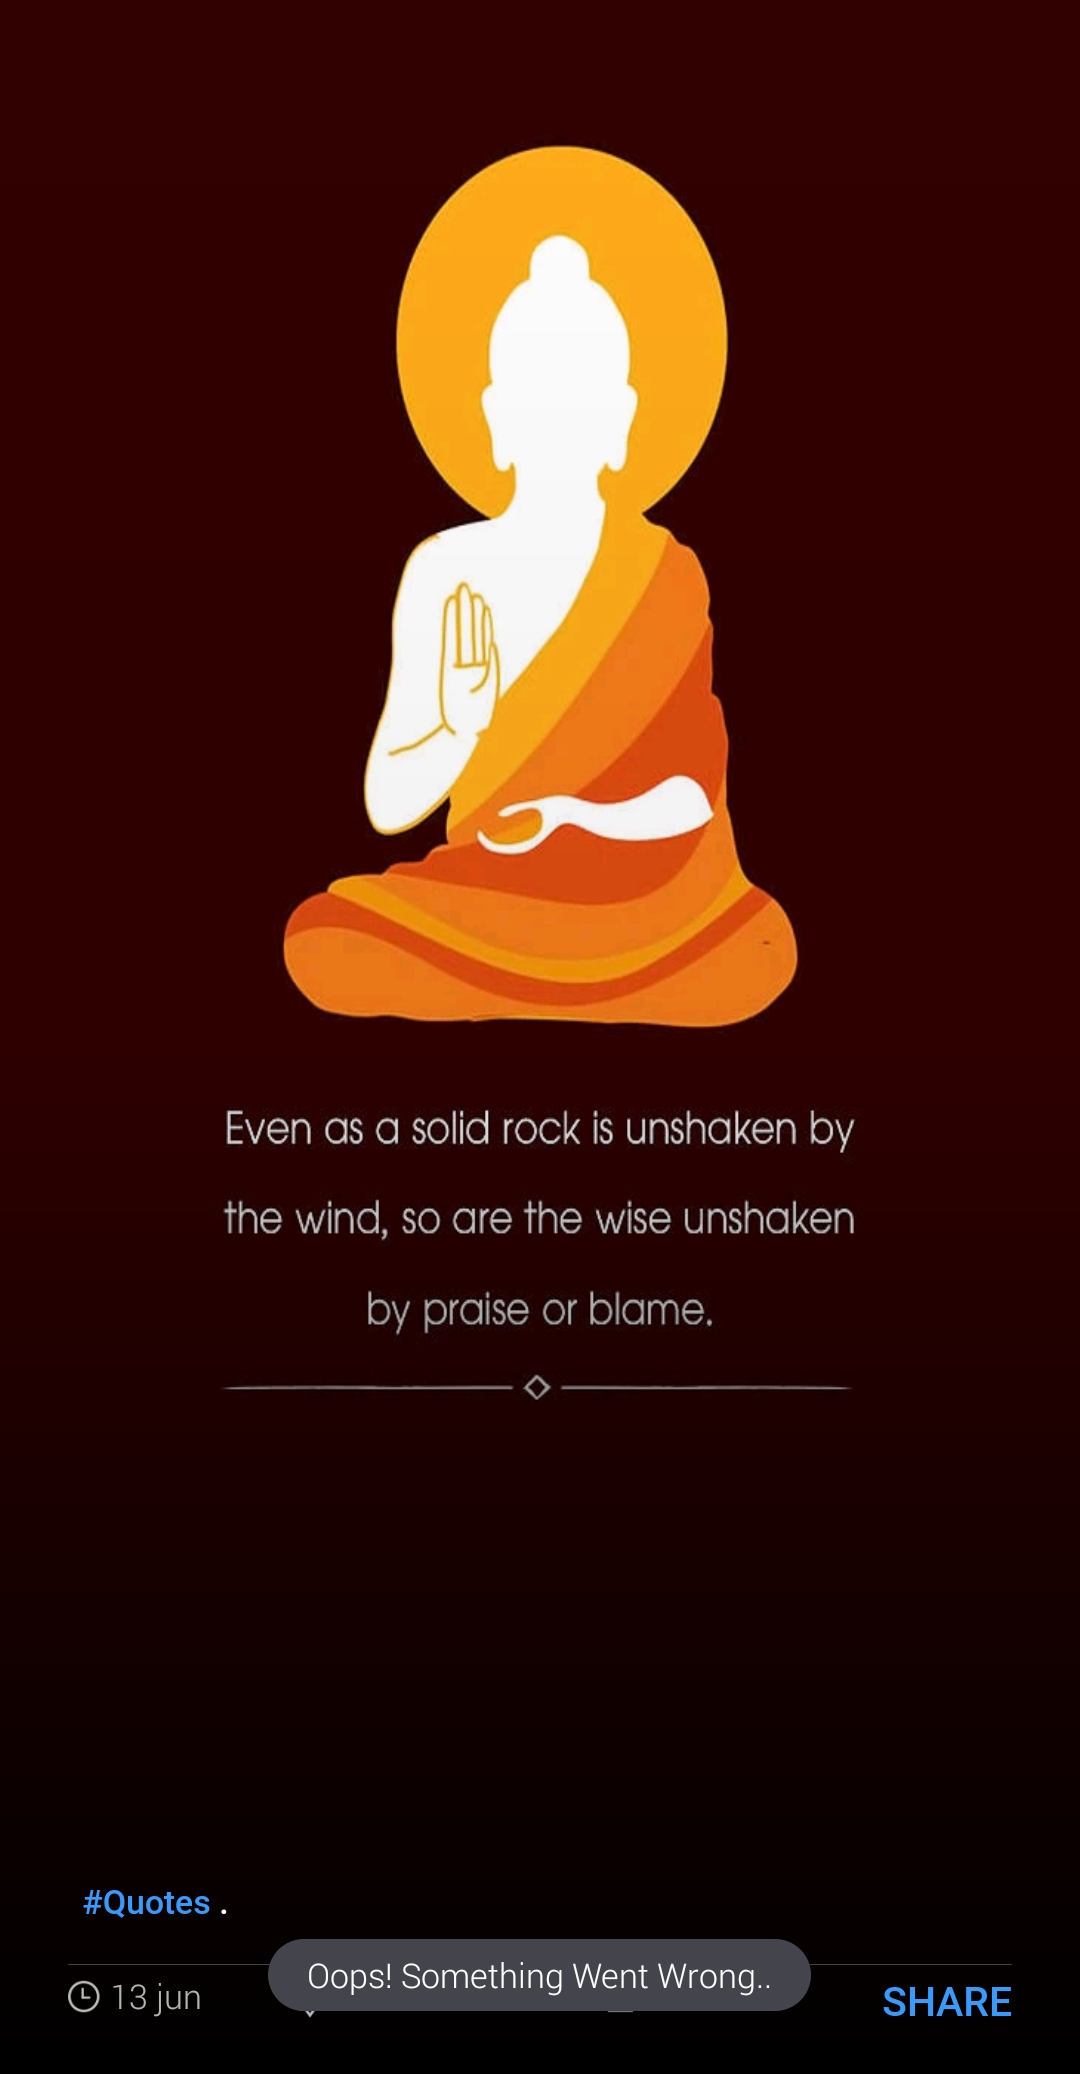 Even as a solid rock is unshaken by
the wind, so are the wise unshaken
by praise or blame.
#Quotes .
13 jun
Oops! Something Went Wrong..
SHARE